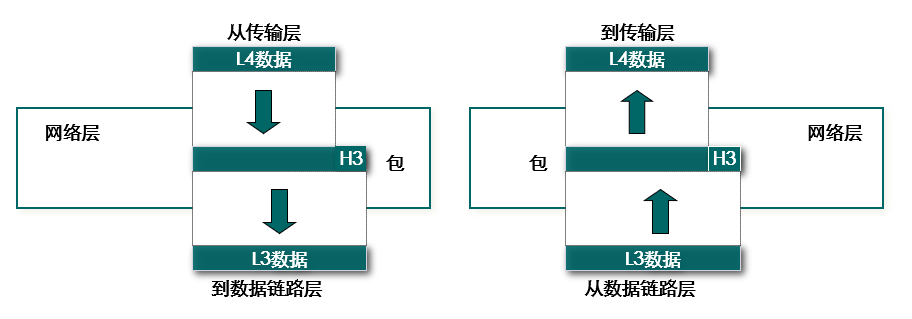 从传输层
L4数据
网络层
H3
包
L3数据
到数据链路层
到传输层
L4数据
网络层
包
H3
L3数据
从数据链路层